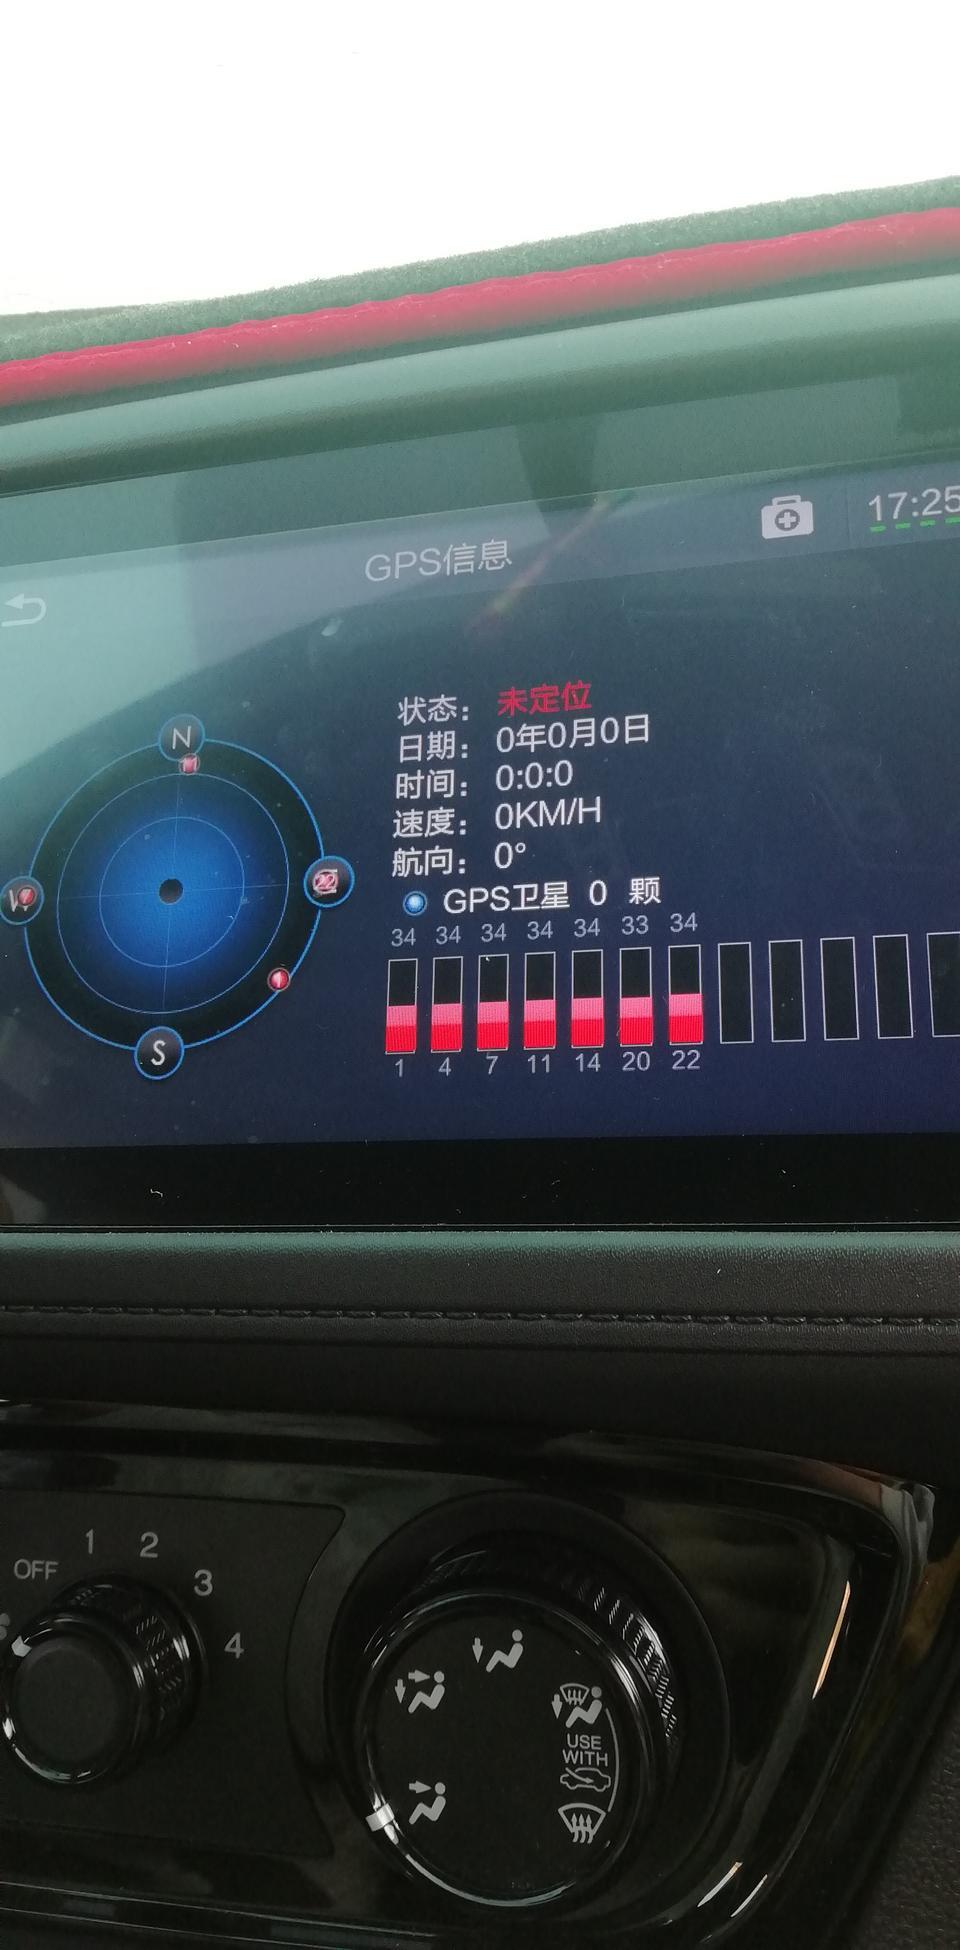 17:25
GPS信息
状态： 未定位
日期： 0年0月0日
时间： 0:0:0
速度： 0KM/H
航向： 0°
GPS卫星 0 颗
34 34 34 34 34 33 34
1 4 7 11 14 20 22
N
22
1
S
OFF 1 2 3 4
USE
WITH